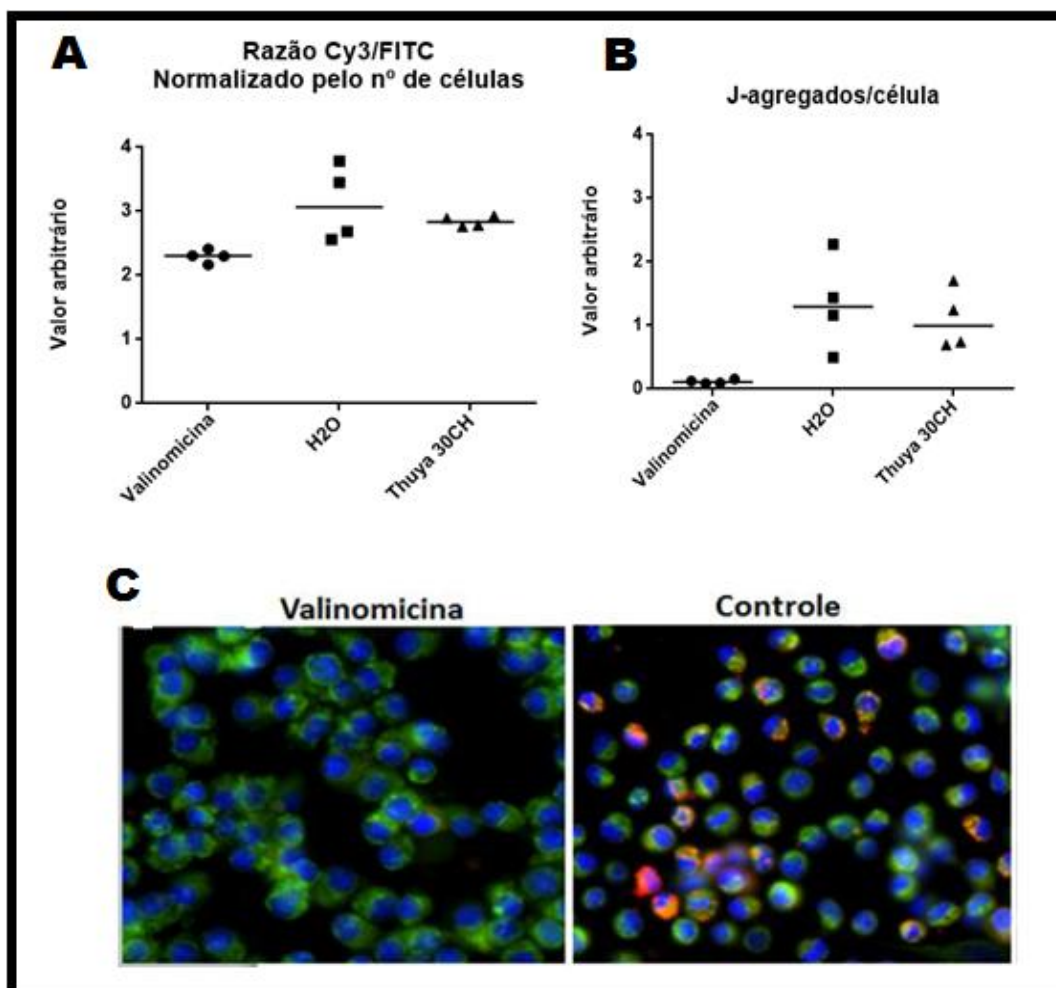 A
Razão Cy3/FITC
Normalizado pelo nº de células
Valor arbitrário
4
3
2
1
0
Valinomicina
H2O
Thuya 30CH
B
J-agregados/célula
Valor arbitrário
4
3
2
1
0
Valinomicina
H2O
Thuya 30CH
C
Valinomicina
Controle